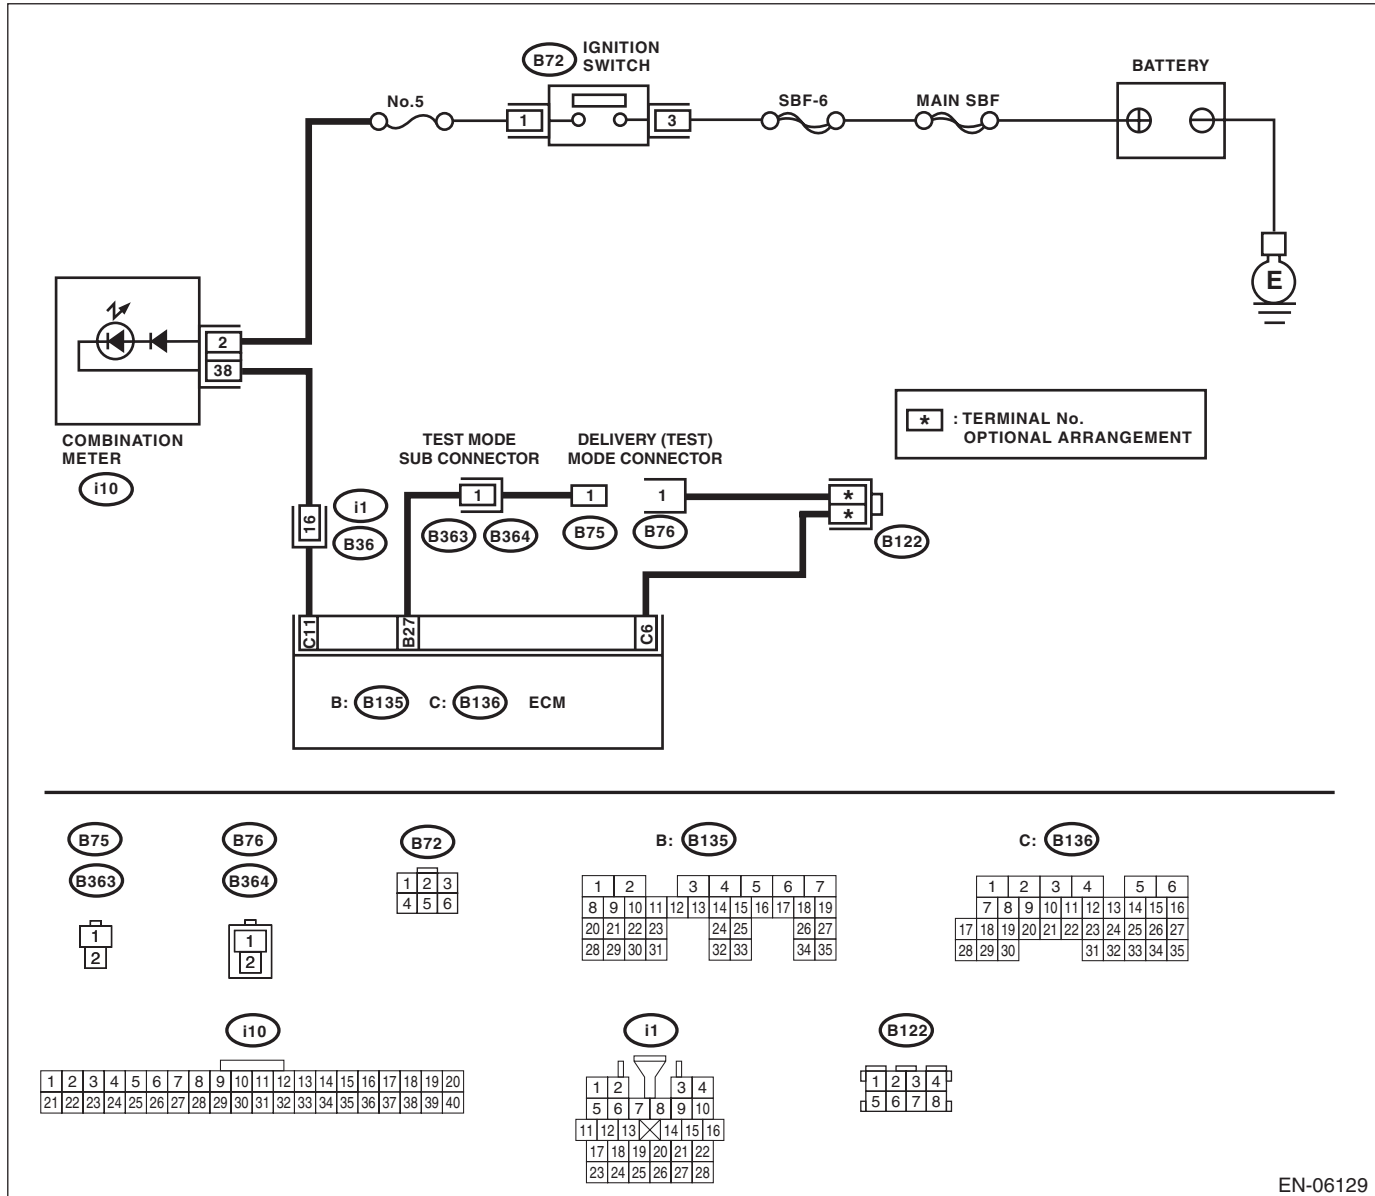 B72 IGNITION
SWITCH
BATTERY
No.5
SBF-6
MAIN SBF
1
3
E
2
38
COMBINATION
METER
i10
* : TERMINAL No.
OPTIONAL ARRANGEMENT
TEST MODE
SUB CONNECTOR
DELIVERY (TEST)
MODE CONNECTOR
1
1
1
*
*
16
i1
B36
B363
B364
B75
B76
B122
C11
B27
C6
B: B135 C: B136 ECM
B75
B76
B72
B: B135
C: B136
B363
B364
1 2 3
4 5 6
1
2
1
2
1 2 3 4 5 6 7
8 9 10 11 12 13 14 15 16 17 18 19
20 21 22 23 24 25 26 27
28 29 30 31 32 33 34 35
1 2 3 4 5 6
7 8 9 10 11 12 13 14 15 16
17 18 19 20 21 22 23 24 25 26 27
28 29 30 31 32 33 34 35
i10
i1
B122
1 2 3 4 5 6 7 8 9 10 11 12 13 14 15 16 17 18 19 20
21 22 23 24 25 26 27 28 29 30 31 32 33 34 35 36 37 38 39 40
1 2 3 4
5 6 7 8 9 10
11 12 13 14 15 16
17 18 19 20 21 22
23 24 25 26 27 28
1 2 3 4
5 6 7 8
EN-06129